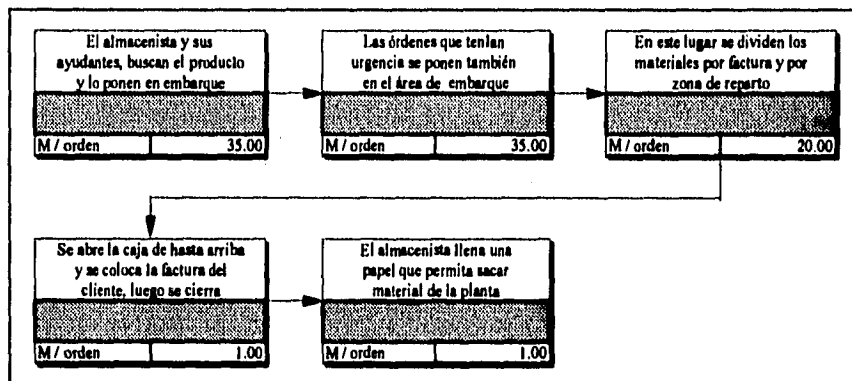 El almacenista y sus
ayudantes, buscan el producio
y lo ponen en embarque
M / orden 35.00
Las órdenes que tenían
urgencia se ponen también
en el área de embarque
M / orden 35.00
En este lugar se dividen los
materiales por factura y por
zona de reparto
M / orden 20.00
Se abre la caja de hasta arriba
y se coloca la factura del
cliente, luego se cierra
M / orden 1.00
El almacenista llena una
papel que permita sacar
material de la planta
M / orden 1.00